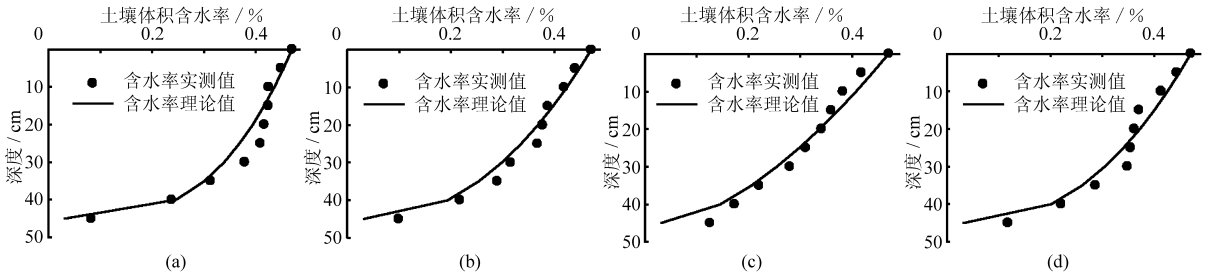 土壤体积含水率 / %
0 0.2 0.4
10
20
30
40
50
深度 / cm
含水率实测值
含水率理论值
(a)
土壤体积含水率 / %
0 0.2 0.4
10
20
30
40
50
深度 / cm
含水率实测值
含水率理论值
(b)
土壤体积含水率 / %
0 0.2 0.4
10
20
30
40
50
深度 / cm
含水率实测值
含水率理论值
(c)
土壤体积含水率 / %
0 0.2 0.4
10
20
30
40
50
深度 / cm
含水率实测值
含水率理论值
(d)